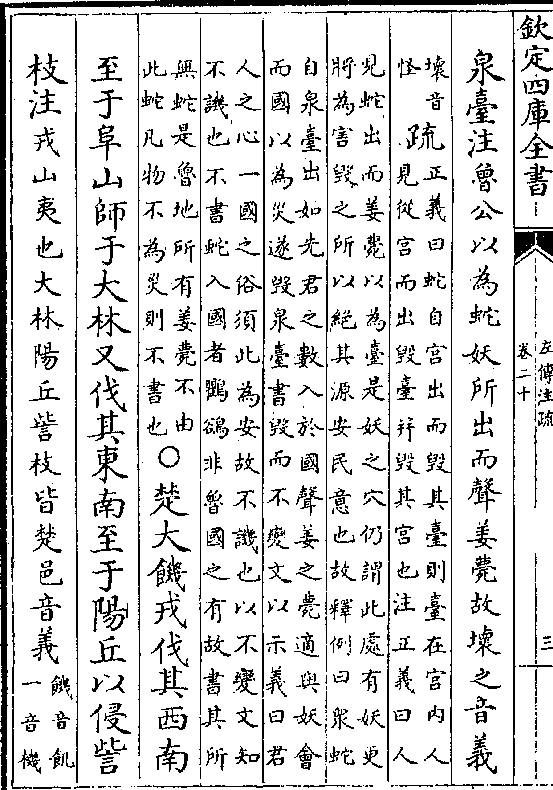 欽定四庫全書
左傳注疏
卷二十
三
泉臺注魯公以為蛇妖所出而聲姜薨故壞之音義
壞音
怪
疏
正義曰蛇自宮出而毀其臺則臺在宮内人
見從宮而出毀臺并毀其宮也注正義曰人
見蛇出而姜薨以為臺是妖之穴仍謂此處有妖更
將為害毀之所以絶其源安民意也故釋例曰衆蛇
自泉臺出如先君之數入於國聲姜之薨適與妖會
而國以為災遂毀泉臺書毀而不變文以示義曰君
人之心一國之俗須此為安故不譏也以不變文知
不譏也不書蛇入國者鸜鵒非魯國之有故書其所
無蛇是魯地所有姜薨不由
此蛇凡物不為災則不書也
○楚大饑戎伐其西南
至于阜山師于大林又伐其東南至于陽丘以侵訾
枝注戎山夷也大林陽丘訾枝皆楚邑音義
饑音飢
一音機